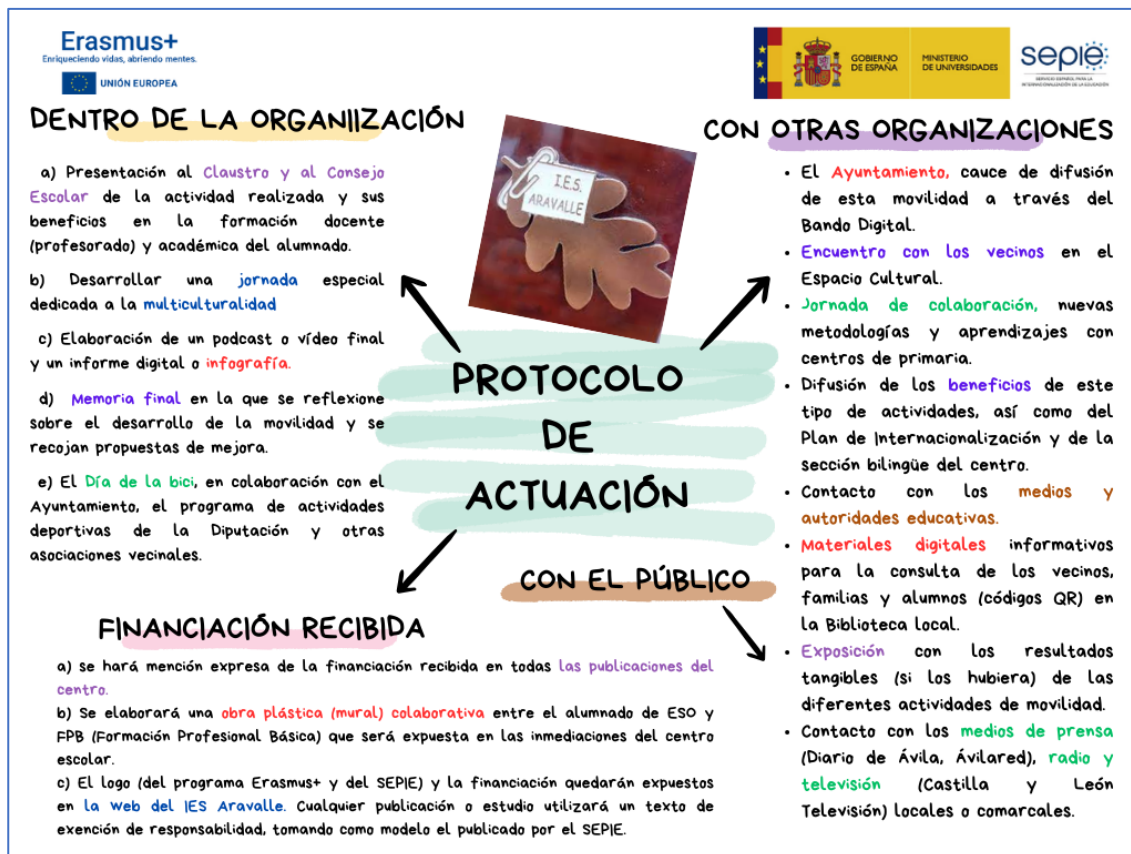 Erasmus+
Enriqueciendo vidas, abriendo mentes.
UNIÓN EUROPEA
GOBIERNO
DE ESPAÑA
MINISTERIO
DE UNIVERSIDADES
sepie
SERVICIO ESPAÑOL PARA LA
INTERNACIONALIZACIÓN DE LA EDUCACIÓN
DENTRO DE LA ORGANIIZACIÓN
a) Presentación al Claustro y al Consejo
Escolar de la actividad realizada y sus
beneficios en la formación docente
(profesorado) y académica del alumnado.
b) Desarrollar una jornada especial
dedicada a la multiculturalidad
c) Elaboración de un podcast o vídeo final
y un informe digital o infografía.
d) Memoria final en la que se reflexione
sobre el desarrollo de la movilidad y se
recojan propuestas de mejora.
e) El Día de la bici, en colaboración con el
Ayuntamiento, el programa de actividades
deportivas de la Diputación y otras
asociaciones vecinales.
I.E.S.
ARAVALLE
PROTOCOLO
DE
ACTUACIÓN
CON OTRAS ORGANIZACIONES
• El Ayuntamiento, cauce de difusión
de esta movilidad a través del
Bando Digital.
• Encuentro con los vecinos en el
Espacio Cultural.
• Jornada de colaboración, nuevas
metodologías y aprendizajes con
centros de primaria.
• Difusión de los beneficios de este
tipo de actividades, así como del
Plan de Internacionalización y de la
sección bilingüe del centro.
• Contacto con los medios y
autoridades educativas.
• Materiales digitales informativos
para la consulta de los vecinos,
familias y alumnos (códigos QR) en
la Biblioteca local.
• Exposición con los resultados
tangibles (si los hubiera) de las
diferentes actividades de movilidad.
• Contacto con los medios de prensa
(Diario de Ávila, Ávilared), radio y
televisión (Castilla y León
Televisión) locales o comarcales.
CON EL PÚBLICO
FINANCIACIÓN RECIBIDA
a) se hará mención expresa de la financiación recibida en todas las publicaciones del
centro.
b) Se elaborará una obra plástica (mural) colaborativa entre el alumnado de ESO y
FPB (Formación Profesional Básica) que será expuesta en las inmediaciones del centro
escolar.
c) El logo (del programa Erasmus+ y del SEPIE) y la financiación quedarán expuestos
en la Web del IES Aravalle. Cualquier publicación o estudio utilizará un texto de
exención de responsabilidad, tomando como modelo el publicado por el SEPIE.